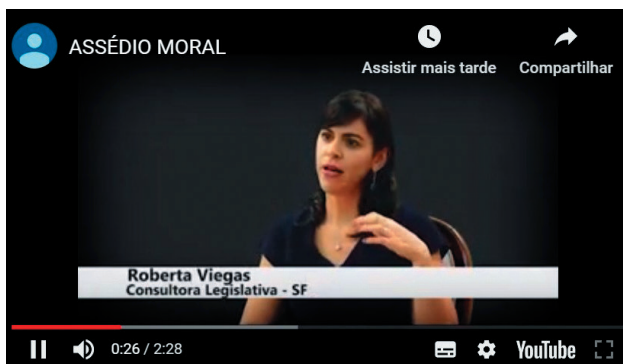 ASSÉDIO MORAL
Assistir mais tarde
Compartilhar
Roberta Viegas
Consultora Legislativa - SF
0:26 / 2:28
YouTube